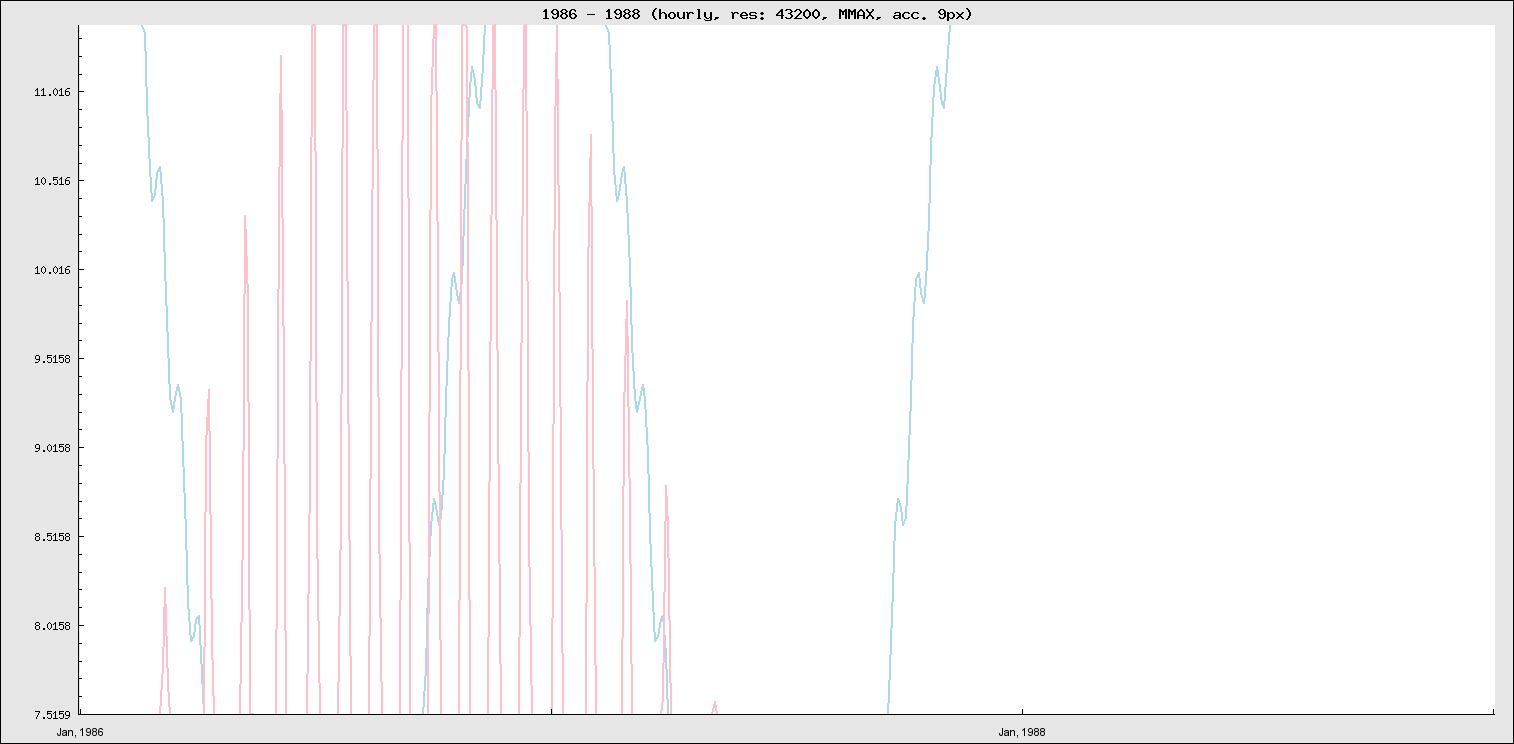 1986 - 1988 (hourly, res: 43200, MMAX, acc. 9px)
11.016
10.516
10.016
9.5158
9.0158
8.5158
8.0158
7.5159
Jan, 1986
Jan, 1988